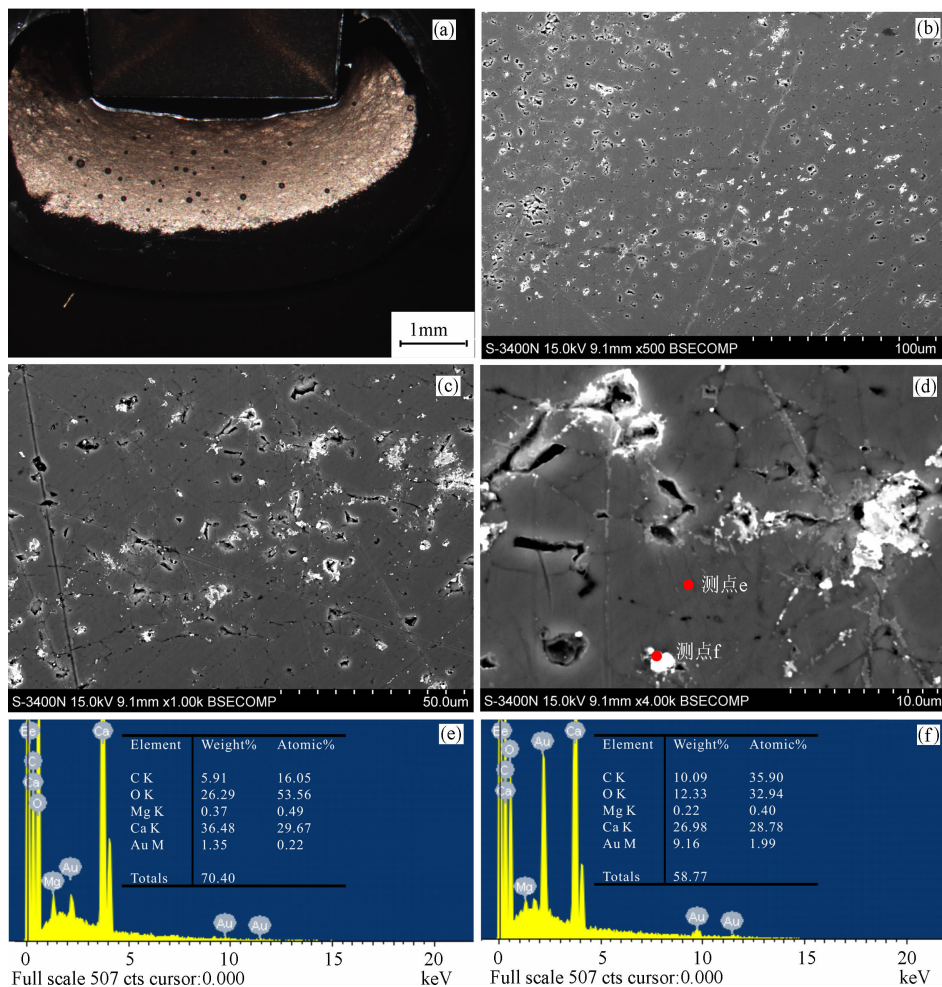 (a)
1mm
(b)
S-3400N 15.0kV 9.1mm x500 BSECOMP
100um
(c)
S-3400N 15.0kV 9.1mm x1.00k BSECOMP
50.0um
(d)
测点e
测点f
S-3400N 15.0kV 9.1mm x4.00k BSECOMP
10.0um
(e)
Ca
C
Ca
O
Mg
Au
Au
Au
Element Weight% Atomic%
C K 5.91 16.05
O K 26.29 53.56
Mg K 0.37 0.49
Ca K 36.48 29.67
Au M 1.35 0.22
Totals 70.40
0 5 10 15 20
Full scale 507 cts cursor:0.000 keV
(f)
O
Au
Ca
C
Ca
Mg
Au
Au
Element Weight% Atomic%
C K 10.09 35.90
O K 12.33 32.94
Mg K 0.22 0.40
Ca K 26.98 28.78
Au M 9.16 1.99
Totals 58.77
0 5 10 15 20
Full scale 507 cts cursor:0.000 keV